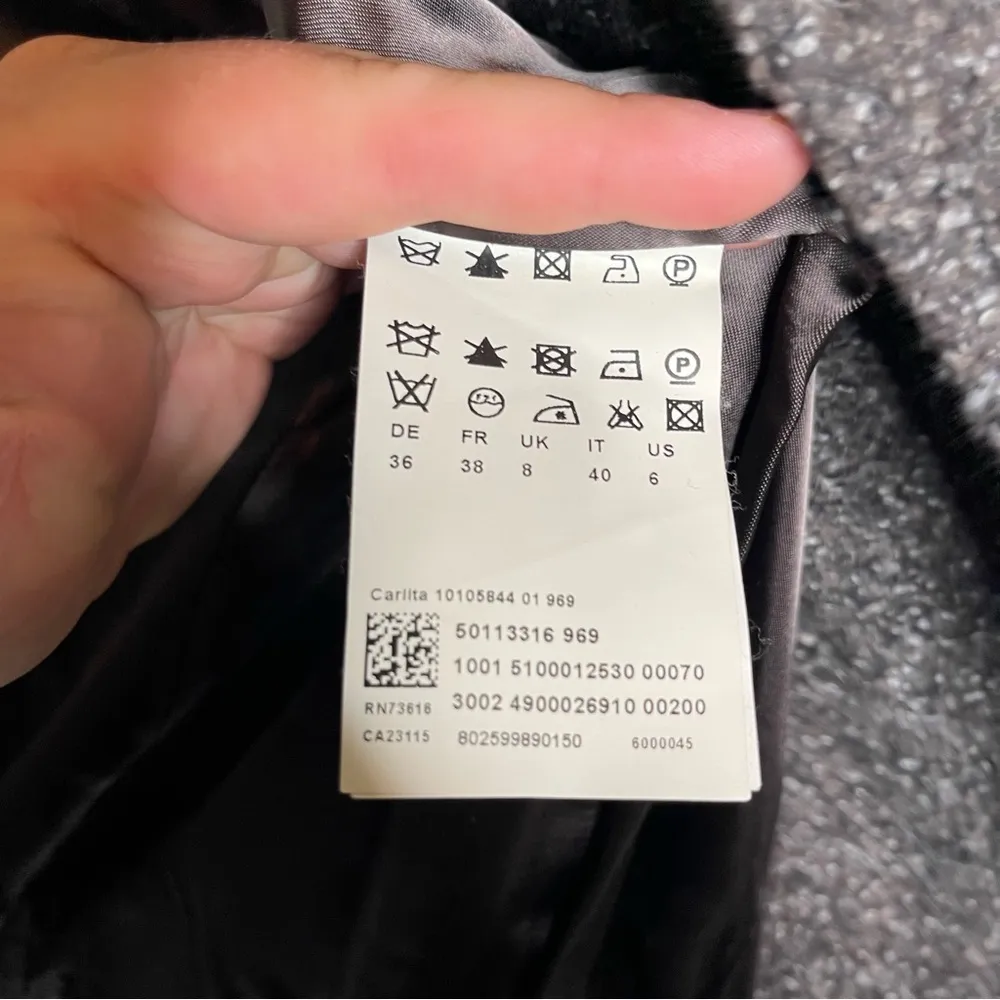 P
P
DE FR UK IT US
36 38 8 40 6
Carlita 10105844 01 969
50113316 969
1001 5100012530 00070
RN73616 3002 4900026910 00200
CA23115 802599890150 6000045